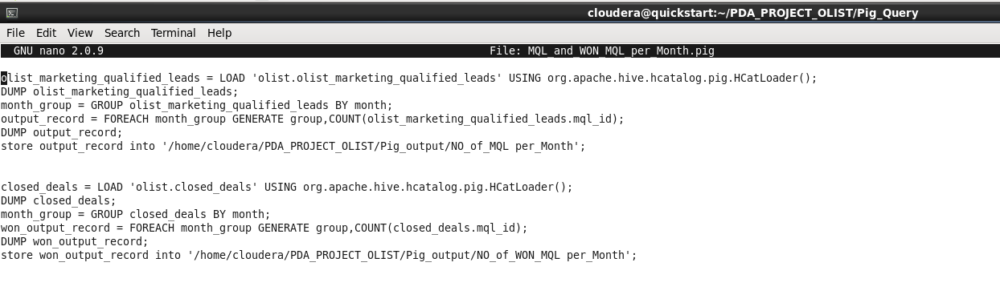 cloudera@quickstart:~/PDA_PROJECT_OLIST/Pig_Query
File Edit View Search Terminal Help
GNU nano 2.0.9 File: MQL_and_WON_MQL_per_Month.pig
olist_marketing_qualified_leads = LOAD 'olist.olist_marketing_qualified_leads' USING org.apache.hive.hcatalog.pig.HCatLoader();
DUMP olist_marketing_qualified_leads;
month_group = GROUP olist_marketing_qualified_leads BY month;
output_record = FOREACH month_group GENERATE group,COUNT(olist_marketing_qualified_leads.mql_id);
DUMP output_record;
store output_record into '/home/cloudera/PDA_PROJECT_OLIST/Pig_output/NO_of_MQL per_Month';
closed_deals = LOAD 'olist.closed_deals' USING org.apache.hive.hcatalog.pig.HCatLoader();
DUMP closed_deals;
month_group = GROUP closed_deals BY month;
won_output_record = FOREACH month_group GENERATE group,COUNT(closed_deals.mql_id);
DUMP won_output_record;
store won_output_record into '/home/cloudera/PDA_PROJECT_OLIST/Pig_output/NO_of_WON_MQL per_Month';